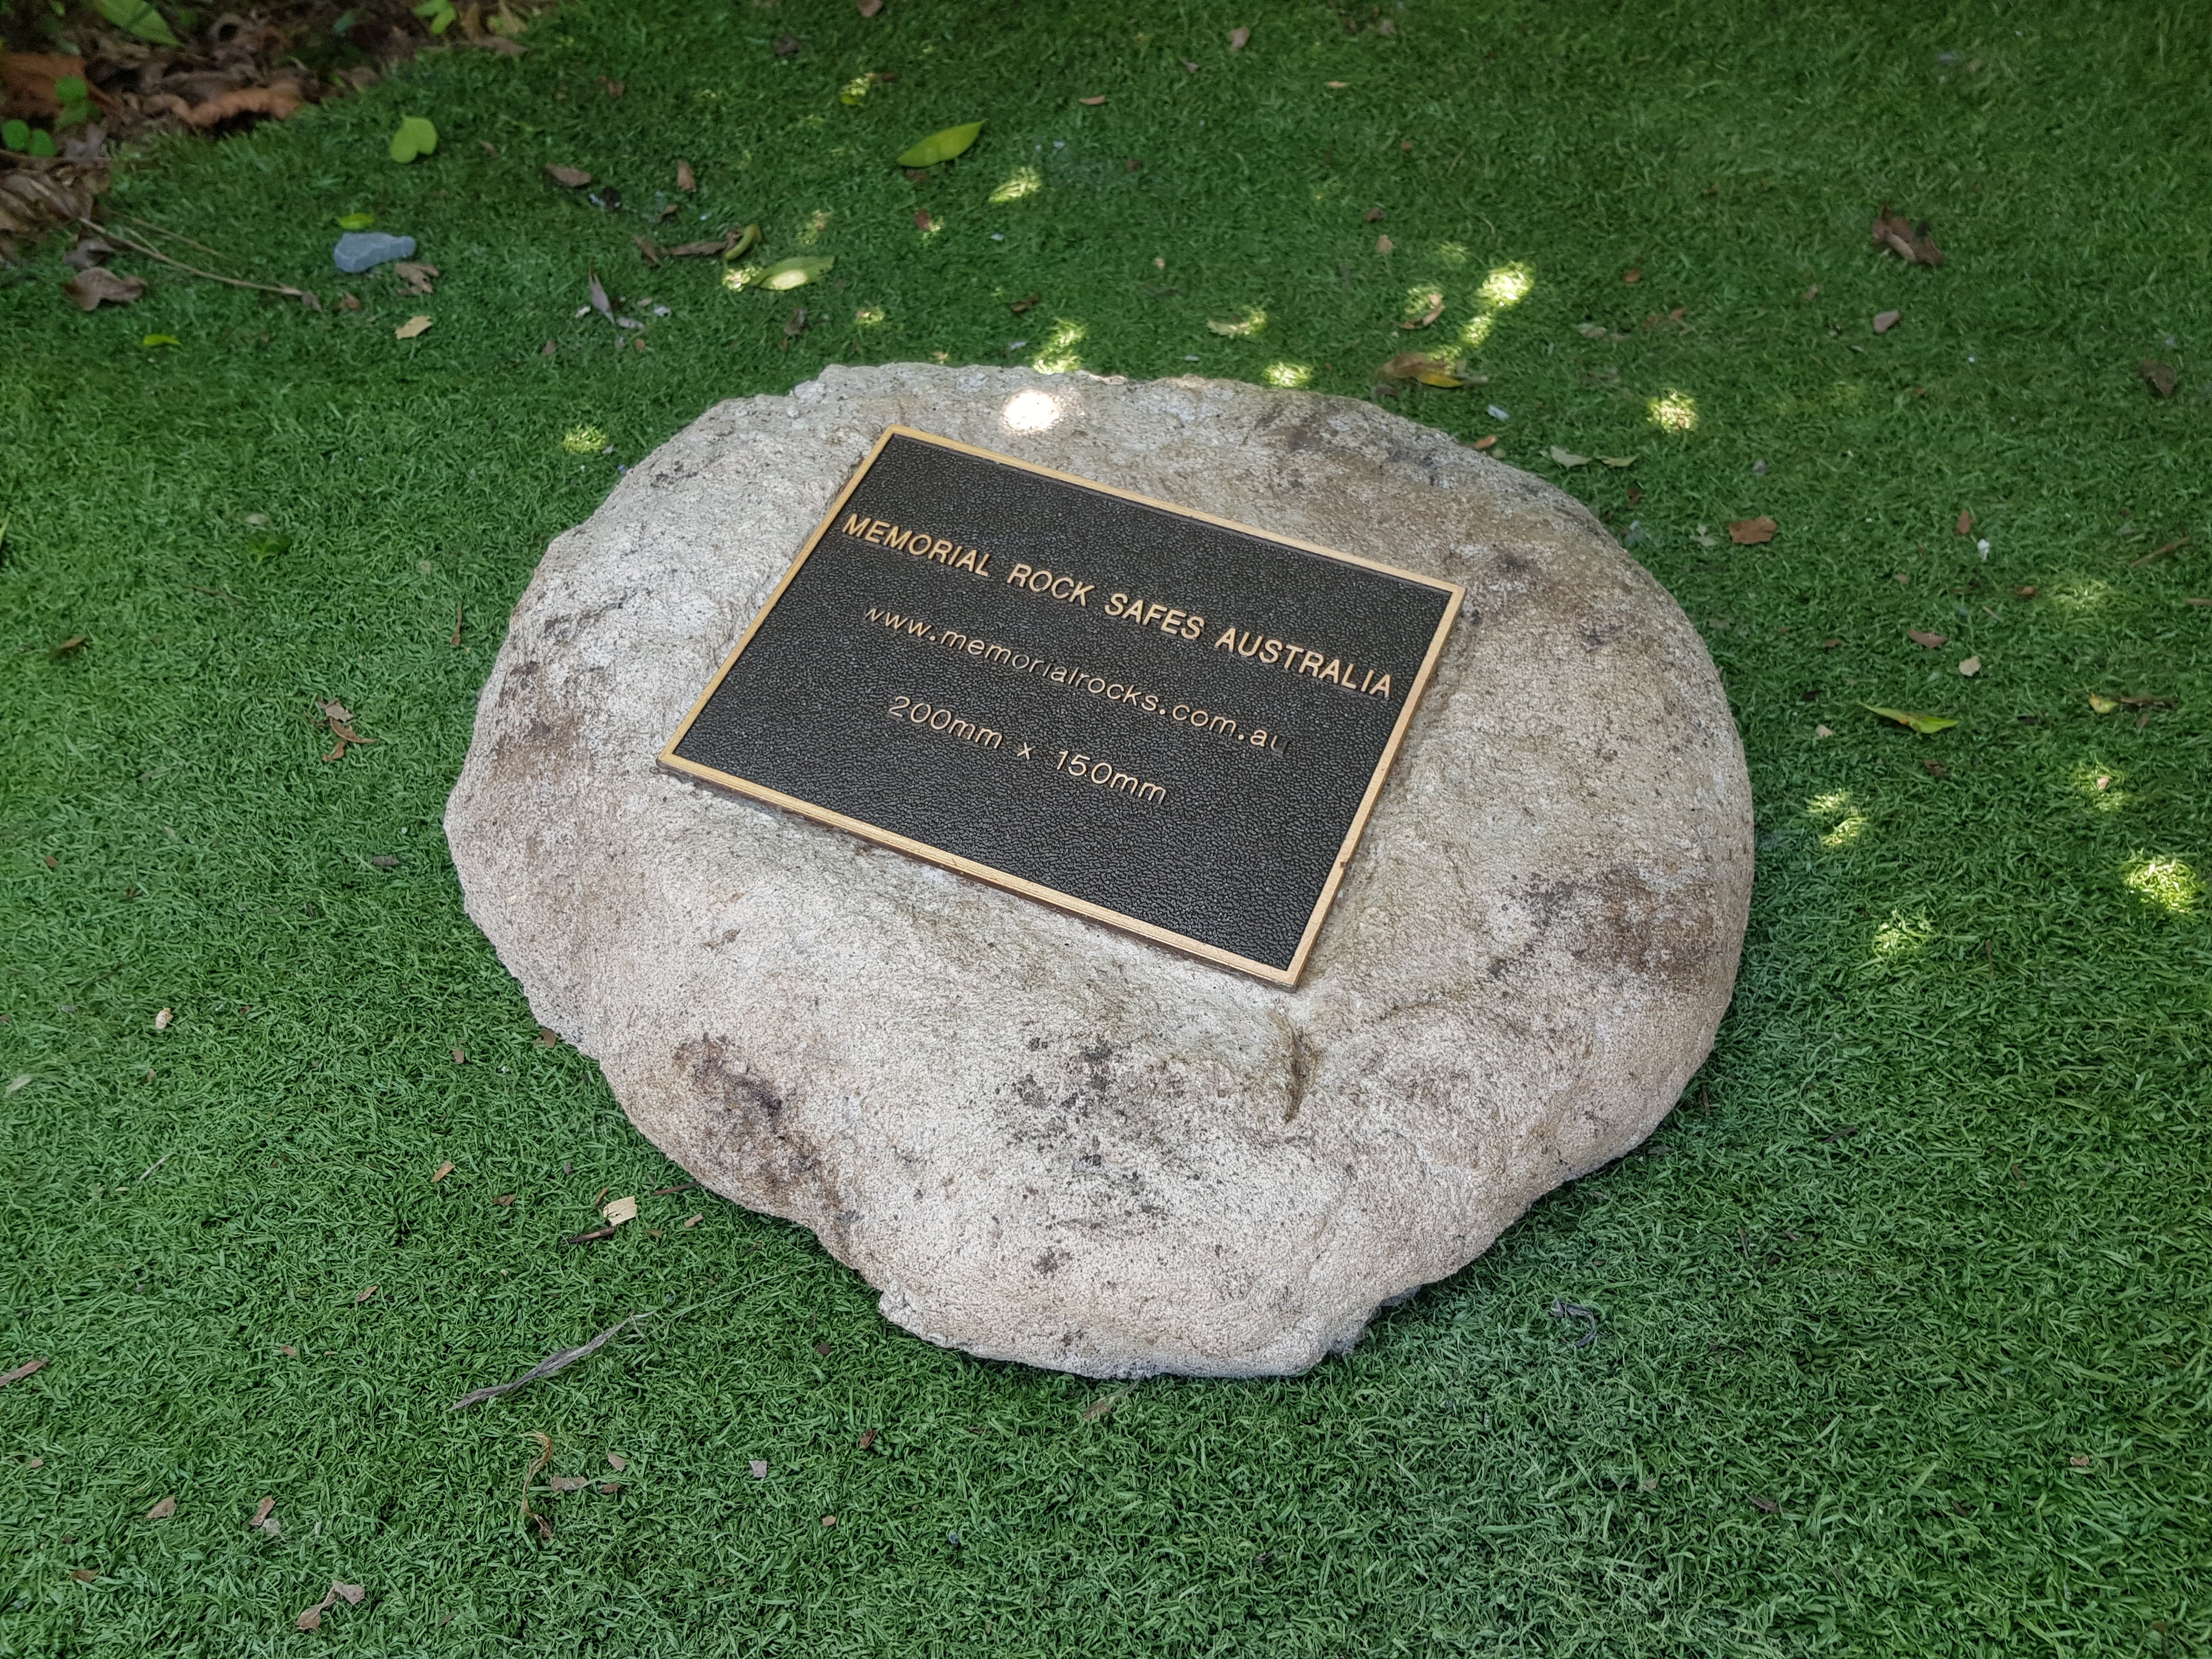 MEMORIAL ROCK SAFES AUSTRALIA
www.memorialrocks.com.au
200mm x 150mm